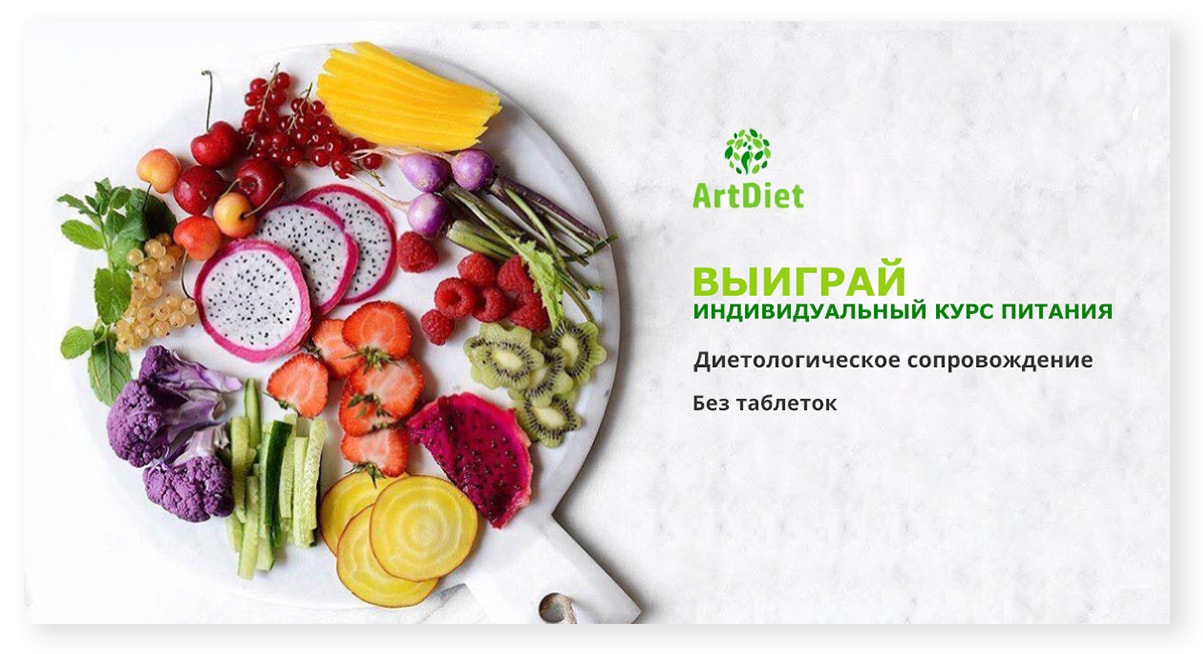 ArtDiet
ВЫИГРАЙ
ИНДИВИДУАЛЬНЫЙ КУРС ПИТАНИЯ
Диетологическое сопровождение
Без таблеток